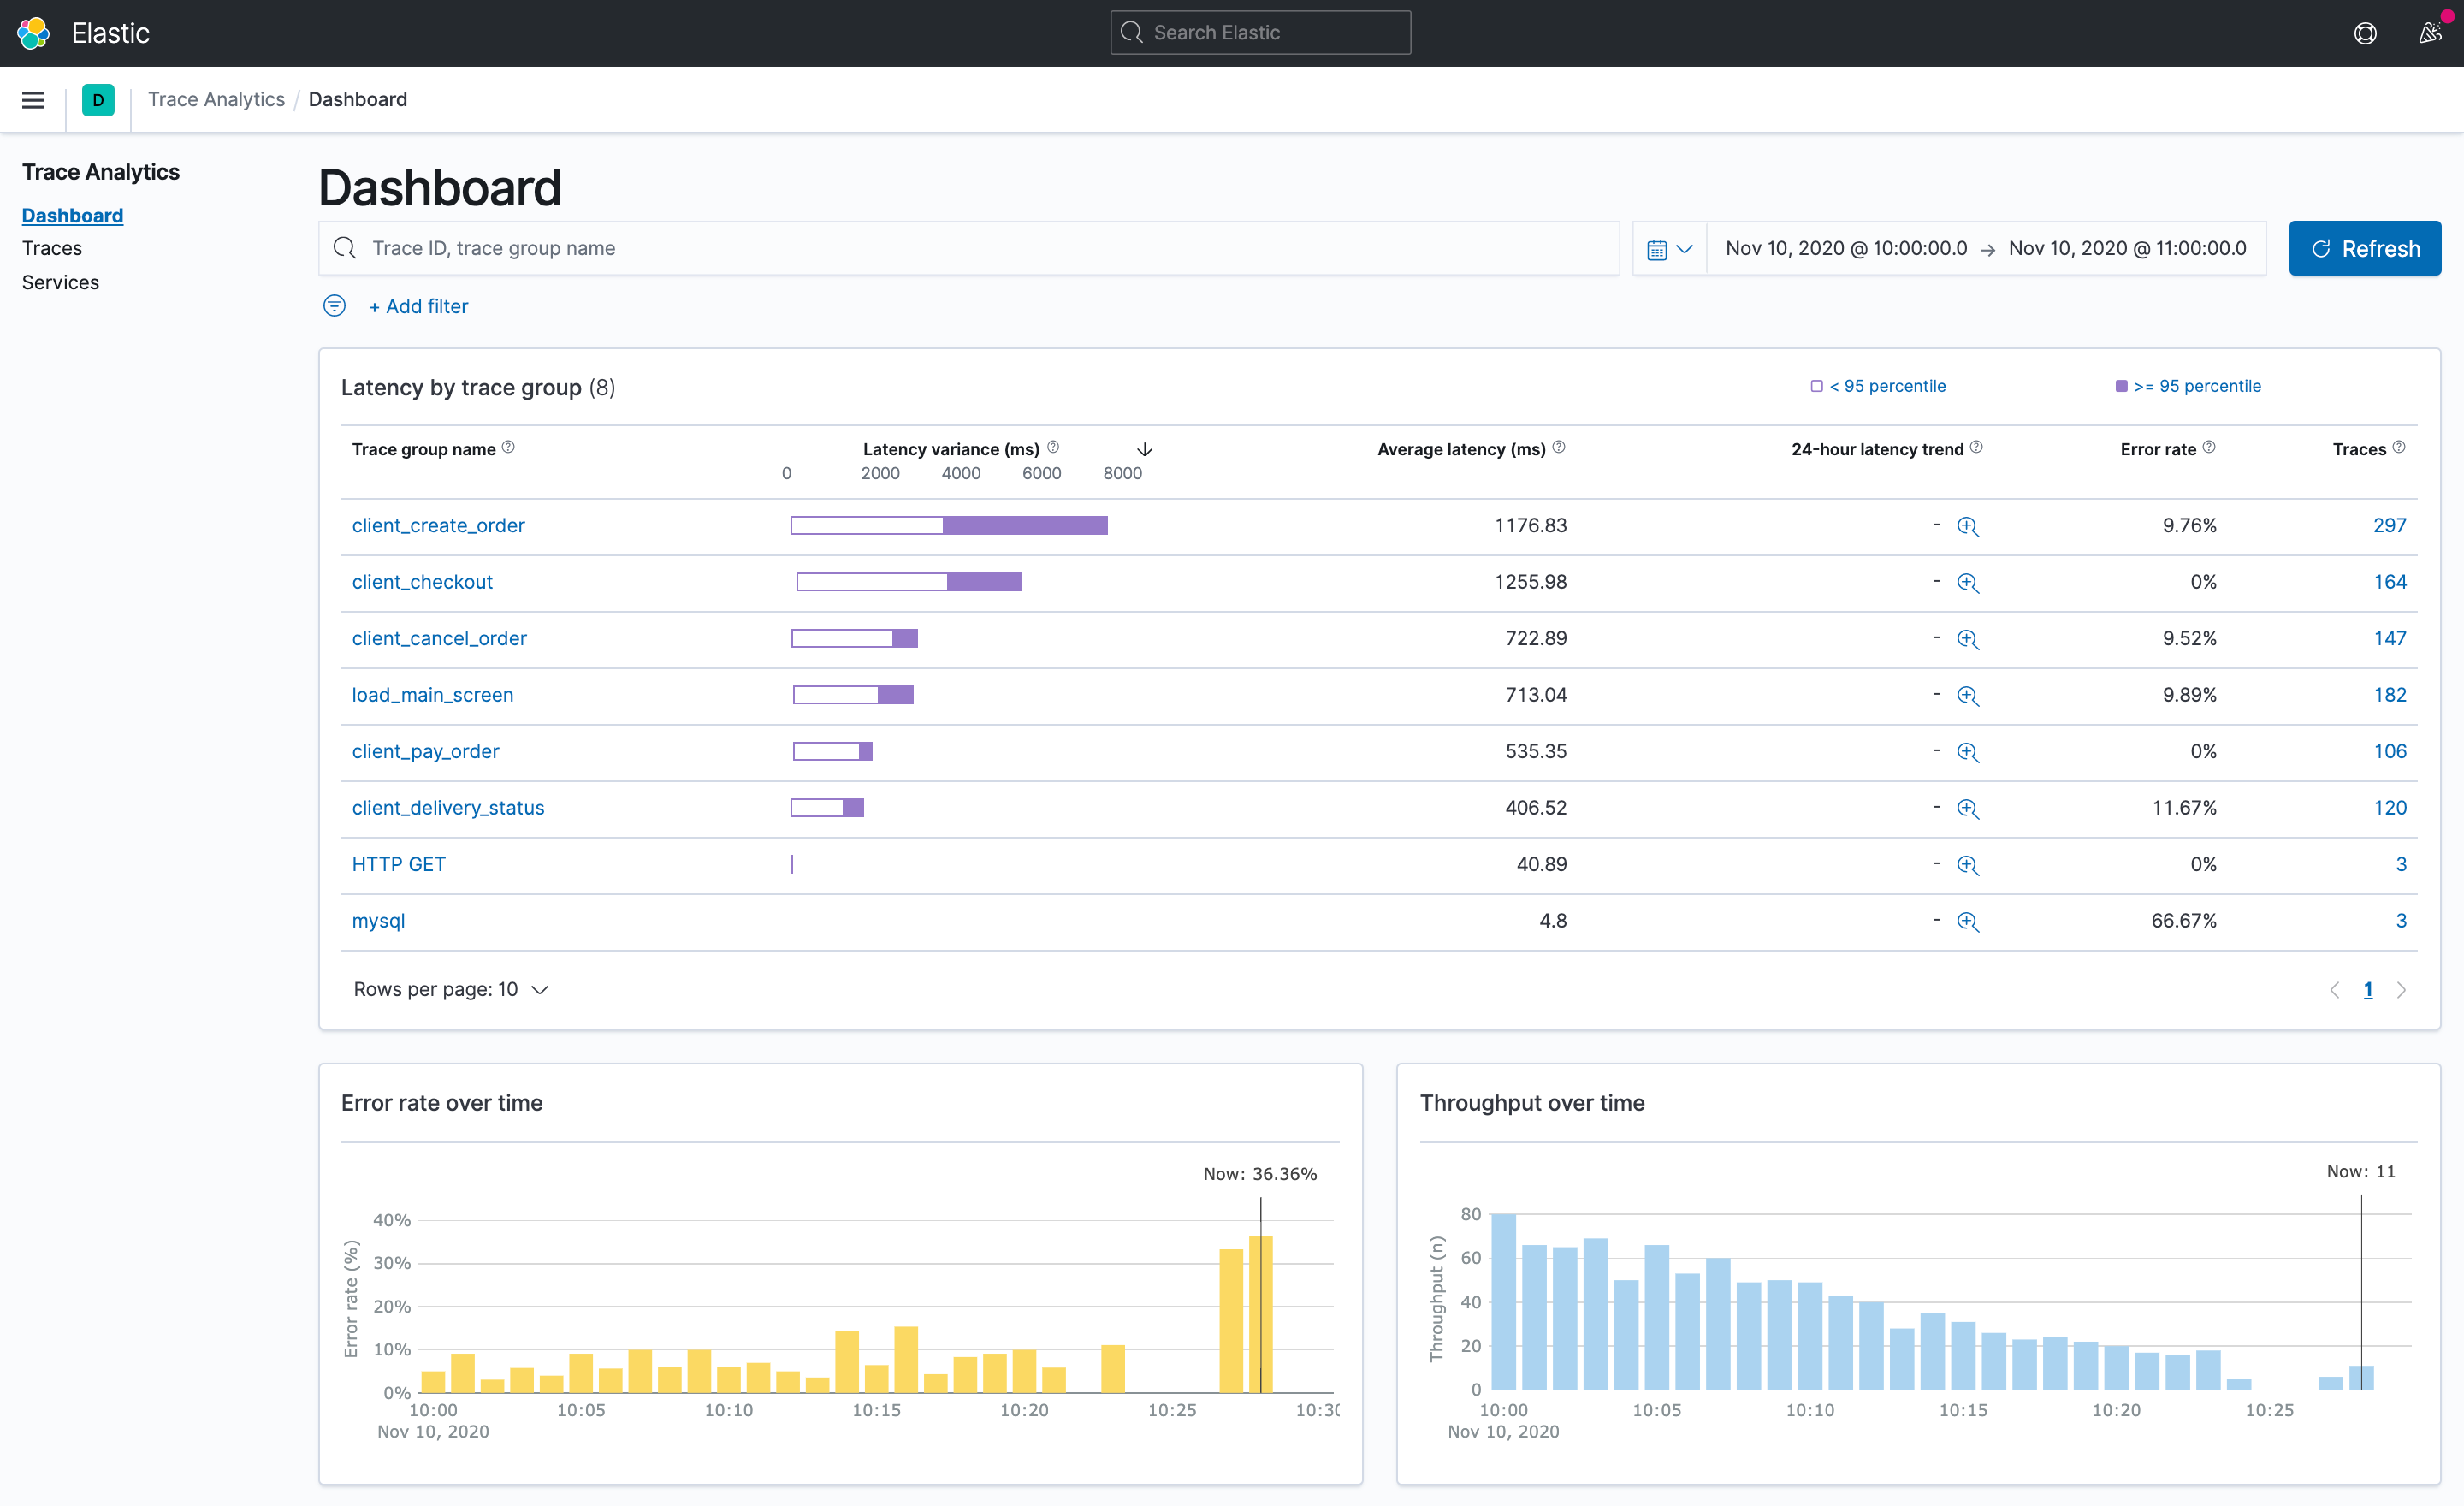 Elastic
Search Elastic
D
Trace Analytics / Dashboard
Trace Analytics
Dashboard
Traces
Services
Dashboard
Trace ID, trace group name
Nov 10, 2020 @ 10:00:00.0 → Nov 10, 2020 @ 11:00:00.0
Refresh
+ Add filter
Latency by trace group (8)
< 95 percentile
>= 95 percentile
Trace group name Latency variance (ms) Average latency (ms) 24-hour latency trend Error rate Traces
0 2000 4000 6000 8000
client_create_order 1176.83 - 9.76% 297
client_checkout 1255.98 - 0% 164
client_cancel_order 722.89 - 9.52% 147
load_main_screen 713.04 - 9.89% 182
client_pay_order 535.35 - 0% 106
client_delivery_status 406.52 - 11.67% 120
HTTP GET 40.89 - 0% 3
mysql 4.8 - 66.67% 3
Rows per page: 10
1
Error rate over time
Now: 36.36%
Error rate (%)
40%
30%
20%
10%
0%
10:00 10:05 10:10 10:15 10:20 10:25 10:30
Nov 10, 2020
Throughput over time
Now: 11
Throughput (n)
80
60
40
20
0
10:00 10:05 10:10 10:15 10:20 10:25
Nov 10, 2020